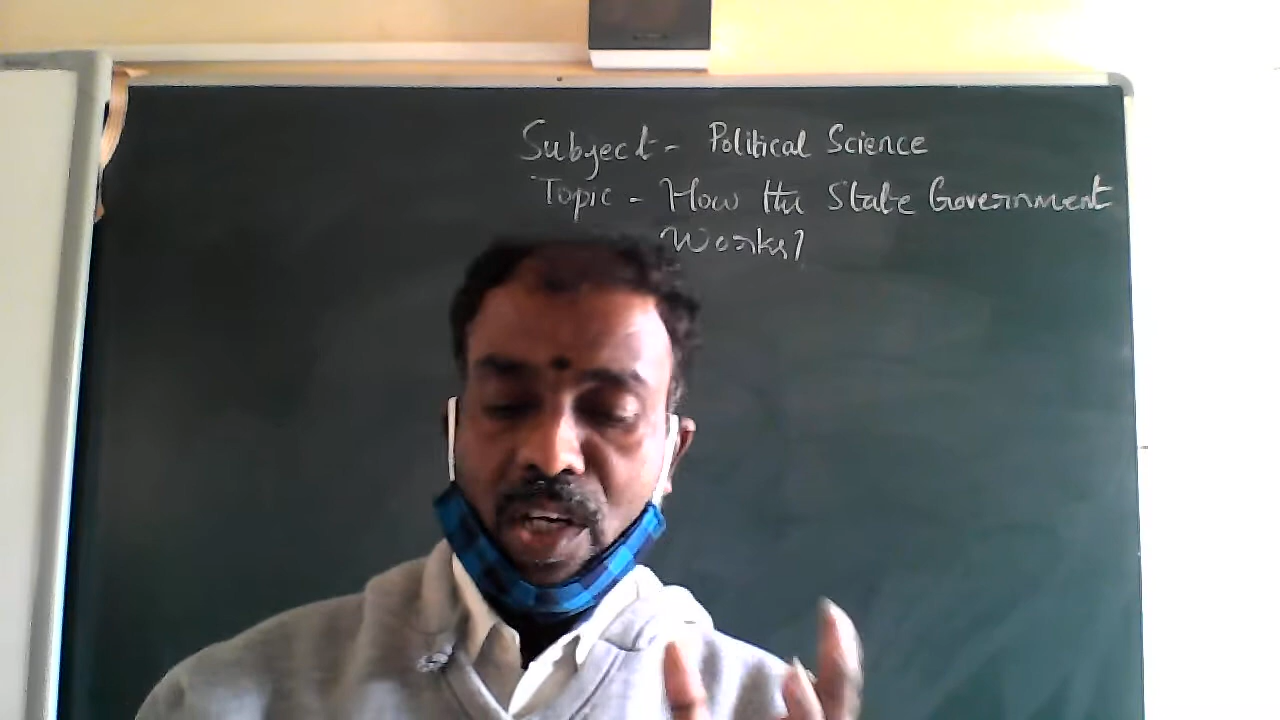 Subject - Political Science
Topic - How the State Government
Works?